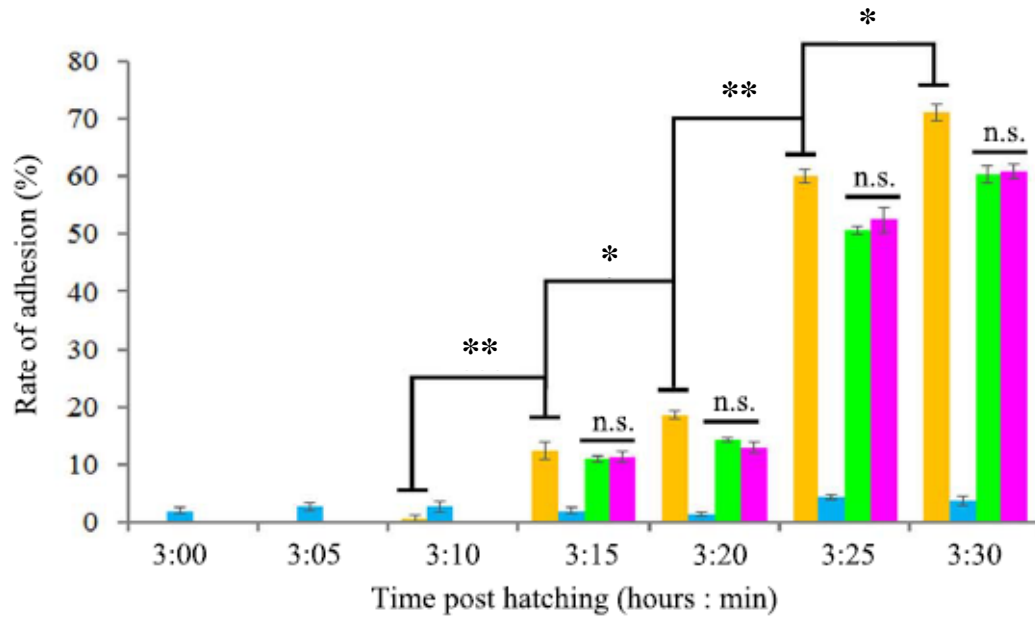 *
80
**
70
n.s.
60
n.s.
50
*
40
30
**
20
n.s.
n.s.
10
0
3:00 3:05 3:10 3:15 3:20 3:25 3:30
Time post hatching (hours : min)
Rate of adhesion (%)